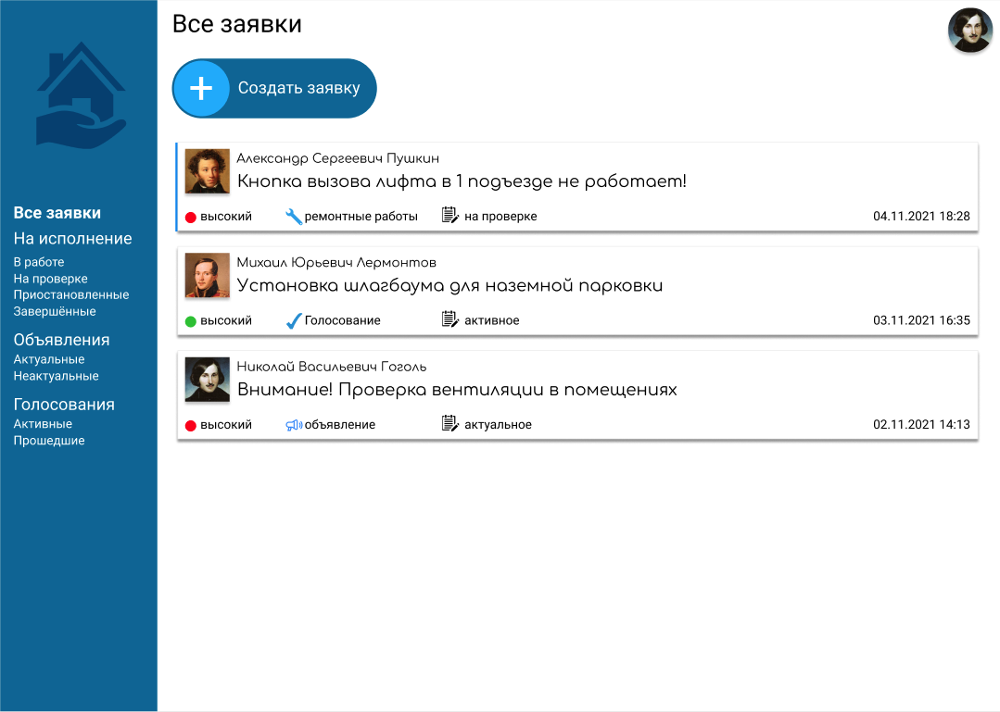 Все заявки
Создать заявку
Все заявки
На исполнение
В работе
На проверке
Приостановленные
Завершённые
Объявления
Актуальные
Неактуальные
Голосования
Активные
Прошедшие
Александр Сергеевич Пушкин
Кнопка вызова лифта в 1 подъезде не работает!
высокий ремонтные работы на проверке 04.11.2021 18:28
Михаил Юрьевич Лермонтов
Установка шлагбаума для наземной парковки
высокий Голосование активное 03.11.2021 16:35
Николай Васильевич Гоголь
Внимание! Проверка вентиляции в помещениях
высокий объявление актуальное 02.11.2021 14:13